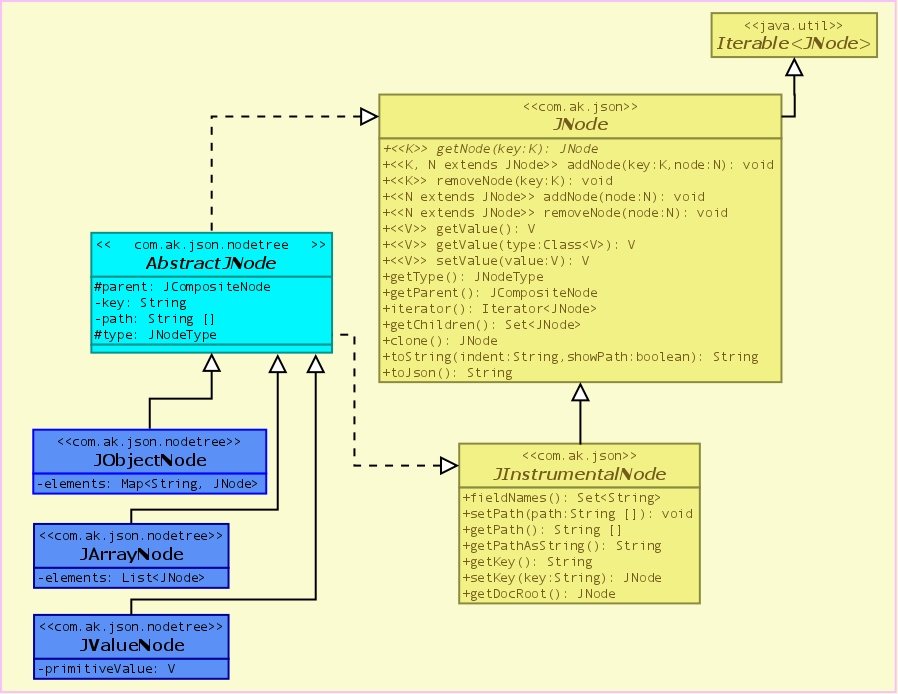 <<java.util>>
Iterable<JNode>
<<com.ak.json>>
JNode
+<<K>> getNode(key:K): JNode
+<<K, N extends JNode>> addNode(key:K,node:N): void
+<<K>> removeNode(key:K): void
+<<N extends JNode>> addNode(node:N): void
+<<N extends JNode>> removeNode(node:N): void
+<<V>> getValue(): V
+<<V>> getValue(type:Class<V>): V
+<<V>> setValue(value:V): V
+getType(): JNodeType
+getParent(): JCompositeNode
+iterator(): Iterator<JNode>
+getChildren(): Set<JNode>
+clone(): JNode
+toString(indent:String,showPath:boolean): String
+toJson(): String
<< com.ak.json.nodetree >>
AbstractJNode
#parent: JCompositeNode
-key: String
-path: String []
#type: JNodeType
<<com.ak.json.nodetree>>
JObjectNode
-elements: Map<String, JNode>
<<com.ak.json>>
JInstrumentalNode
+fieldNames(): Set<String>
+setPath(path:String []): void
+getPath(): String []
+getPathAsString(): String
+getKey(): String
+setKey(key:String): JNode
+getDocRoot(): JNode
<<com.ak.json.nodetree>>
JArrayNode
-elements: List<JNode>
<<com.ak.json.nodetree>>
JValueNode
-primitiveValue: V